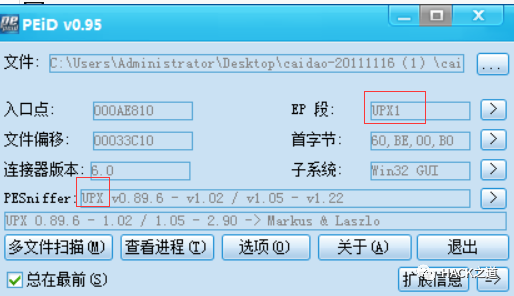 PEiD v0.95
文件: C:\Users\Administrator\Desktop\caidao-20111116 (1) \cai ...
入口点: 000AE810 EP 段: UPX1 >
文件偏移: 00033C10 首字节: 60,BE,00,B0 >
连接器版本: 6.0 子系统: Win32 GUI >
PESniffer: UPX v0.89.6 - v1.02 / v1.05 - v1.22 >
UPX 0.89.6 - 1.02 / 1.05 - 2.90 -> Markus & Laszlo
多文件扫描(M) 查看进程(T) 选项(O) 关于(A) 退出
总在最前(S) 扩展信息 ->
HACK之道